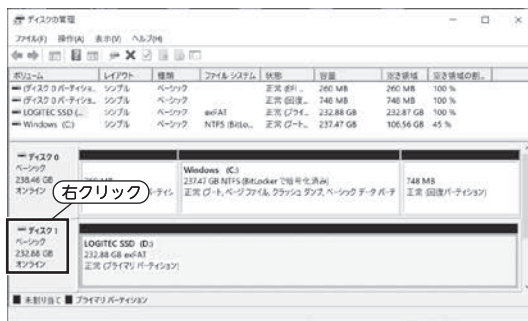 ディスクの管理
ファイル(F) 操作(A) 表示(V) ヘルプ(H)
ボリューム レイアウト 種類 ファイル システム 状態 容量 空き領域 空き領域の割...
(ディスク 0 パーティショ... シンプル ベーシック 正常 (EFI ... 260 MB 260 MB 100 %
(ディスク 0 パーティショ... シンプル ベーシック 正常 (回復... 748 MB 748 MB 100 %
LOGITEC SSD (... シンプル ベーシック exFAT 正常 (プライ... 232.88 GB 232.87 GB 100 %
Windows (C:) シンプル ベーシック NTFS (BitLo... 正常 (ブート... 237.47 GB 106.56 GB 45 %
ディスク 0
ベーシック
238.46 GB
オンライン
Windows (C:)
237.47 GB NTFS (BitLocker で暗号化済み)
正常 (ブート, ページ ファイル, クラッシュ ダンプ, ベーシック データ パーテ
748 MB
正常 (回復パーティション)
右クリック
ディスク 1
ベーシック
232.88 GB
オンライン
LOGITEC SSD (D:)
232.88 GB exFAT
正常 (プライマリ パーティション)
未割り当て プライマリ パーティション